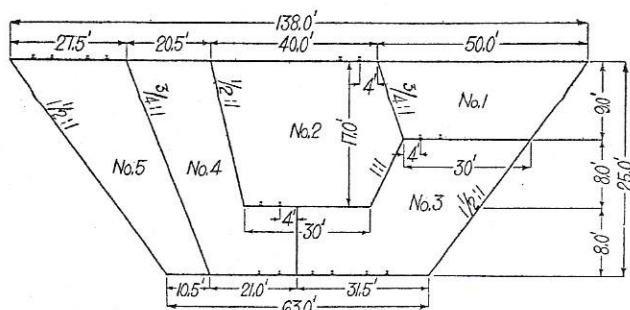 138.0'
27.5' 20.5' 40.0' 50.0'
4'
1½:1 3/4:1 1/2:1 17.0' 3/4:1 No.1 9.0'
No.2
4'
No.5 No.4 1:1 30' 8.0' 25.0'
No.3 1½:1
4'
30' 8.0'
10.5' 21.0' 31.5'
63.0'